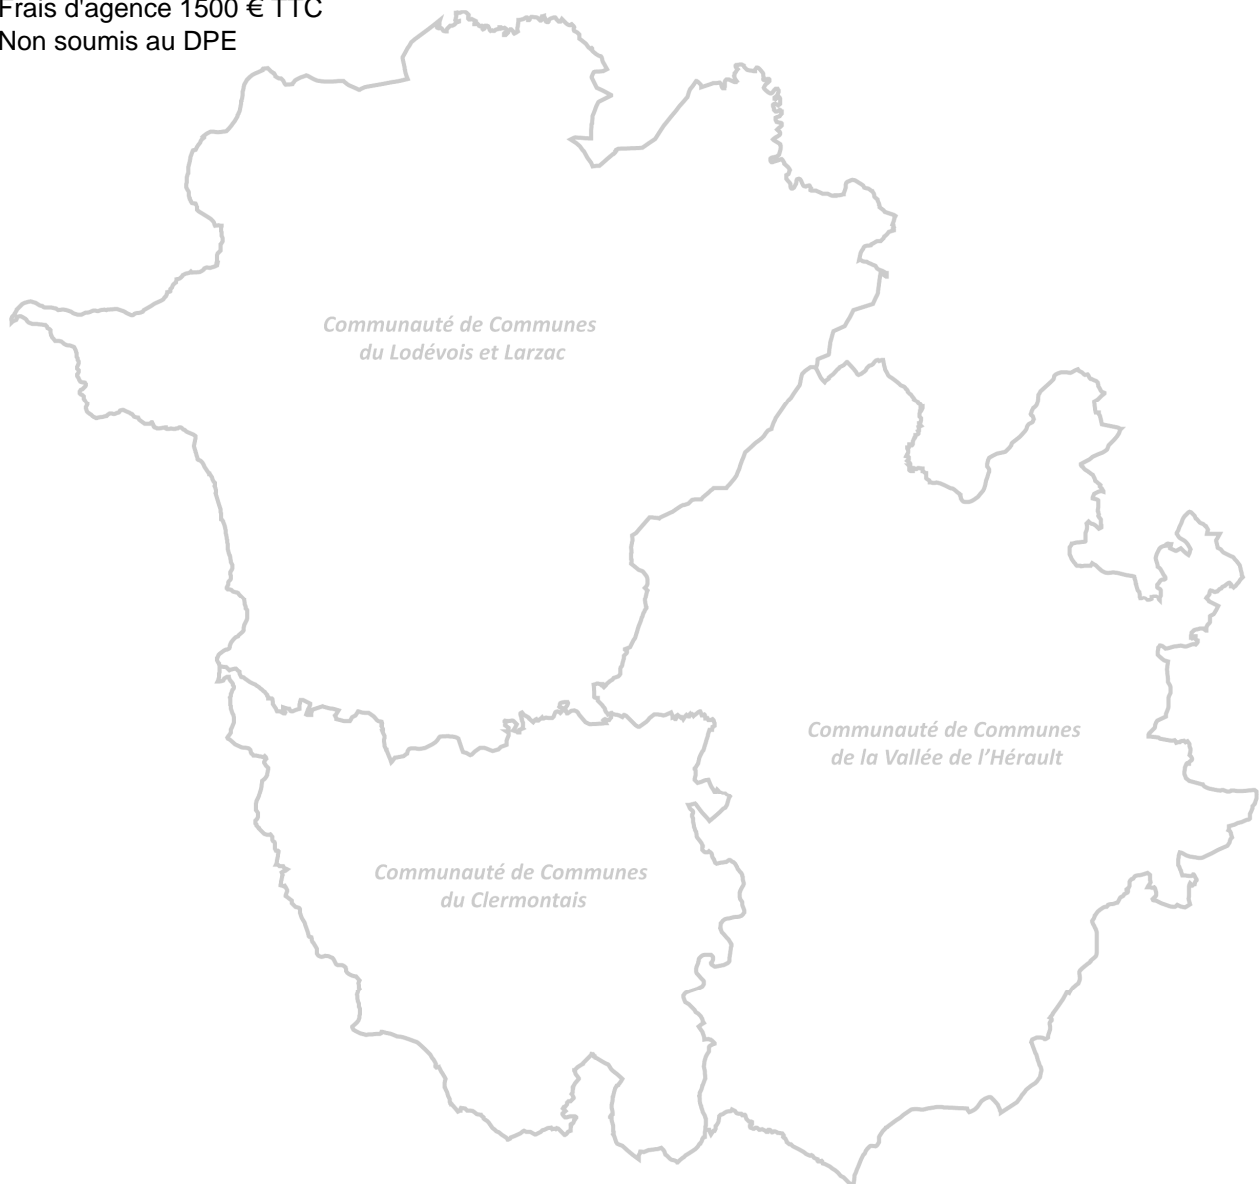 Frais d'agence 1500 € TTC
Non soumis au DPE
Communauté de Communes
du Lodévois et Larzac
Communauté de Communes
de la Vallée de l’Hérault
Communauté de Communes
du Clermontais